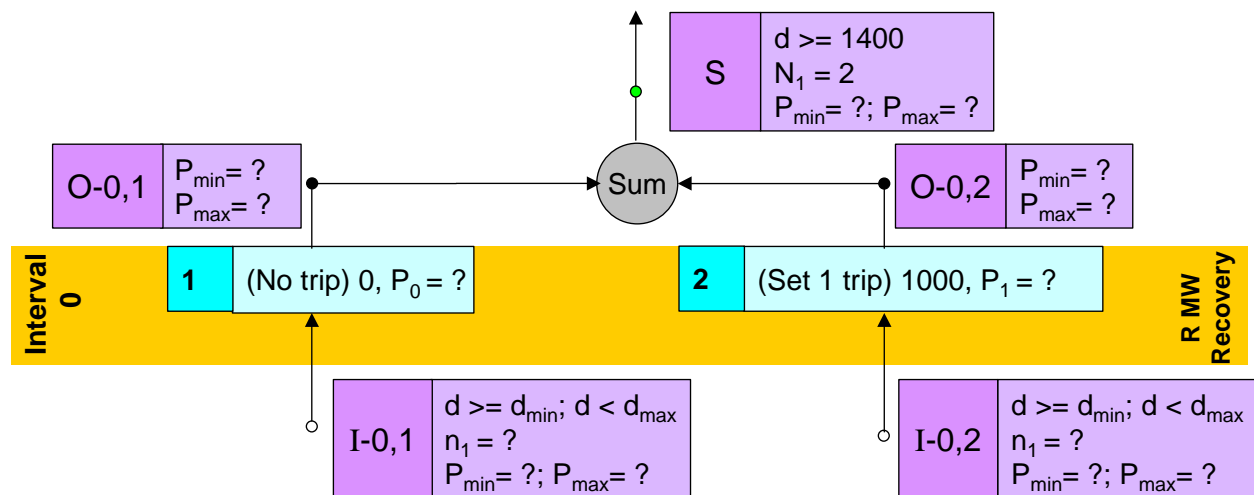 S
d >= 1400
N₁ = 2
Pmin= ?; Pmax= ?
O-0,1
Pmin= ?
Pmax= ?
Sum
O-0,2
Pmin= ?
Pmax= ?
Interval
0
1
(No trip) 0, P₀ = ?
2
(Set 1 trip) 1000, P₁ = ?
R MW
Recovery
I-0,1
d >= dmin; d < dmax
n₁ = ?
Pmin= ?; Pmax= ?
I-0,2
d >= dmin; d < dmax
n₁ = ?
Pmin= ?; Pmax= ?